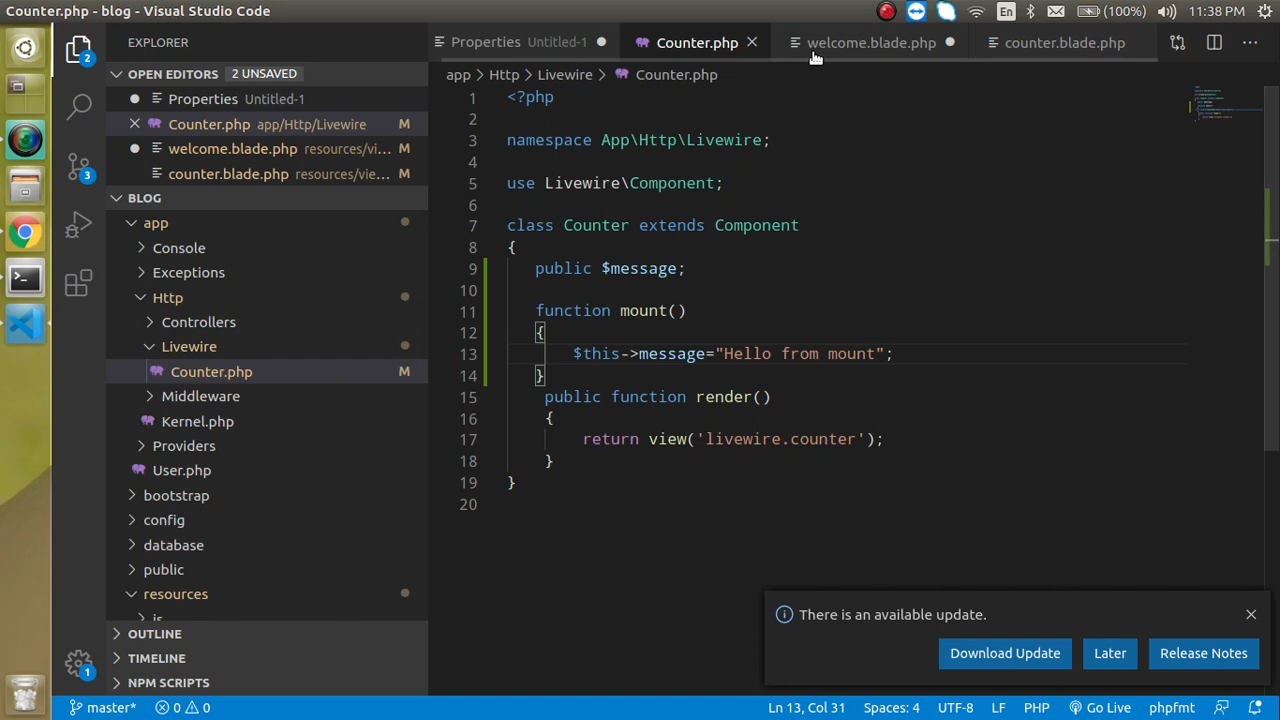 Counter.php - blog - Visual Studio Code
En
(100%)
11:38 PM
EXPLORER
Properties Untitled-1
Counter.php
welcome.blade.php
counter.blade.php
2
OPEN EDITORS 2 UNSAVED
Properties Untitled-1
Counter.php app/Http/Livewire M
welcome.blade.php resources/vi... M
counter.blade.php resources/vie...
3
BLOG
app
Console
Exceptions
Http
Controllers
Livewire
Counter.php M
Middleware
Kernel.php
Providers
User.php
bootstrap
config
database
public
resources
js
OUTLINE
TIMELINE
NPM SCRIPTS
1
app > Http > Livewire > Counter.php
1 <?php
2
3 namespace App\Http\Livewire;
4
5 use Livewire\Component;
6
7 class Counter extends Component
8 {
9 public $message;
10
11 function mount()
12 {
13 $this->message="Hello from mount";
14 }
15 public function render()
16 {
17 return view('livewire.counter');
18 }
19 }
20
There is an available update.
Download Update
Later
Release Notes
master*
0
0
Ln 13, Col 31
Spaces: 4
UTF-8
LF
PHP
Go Live
phpfmt